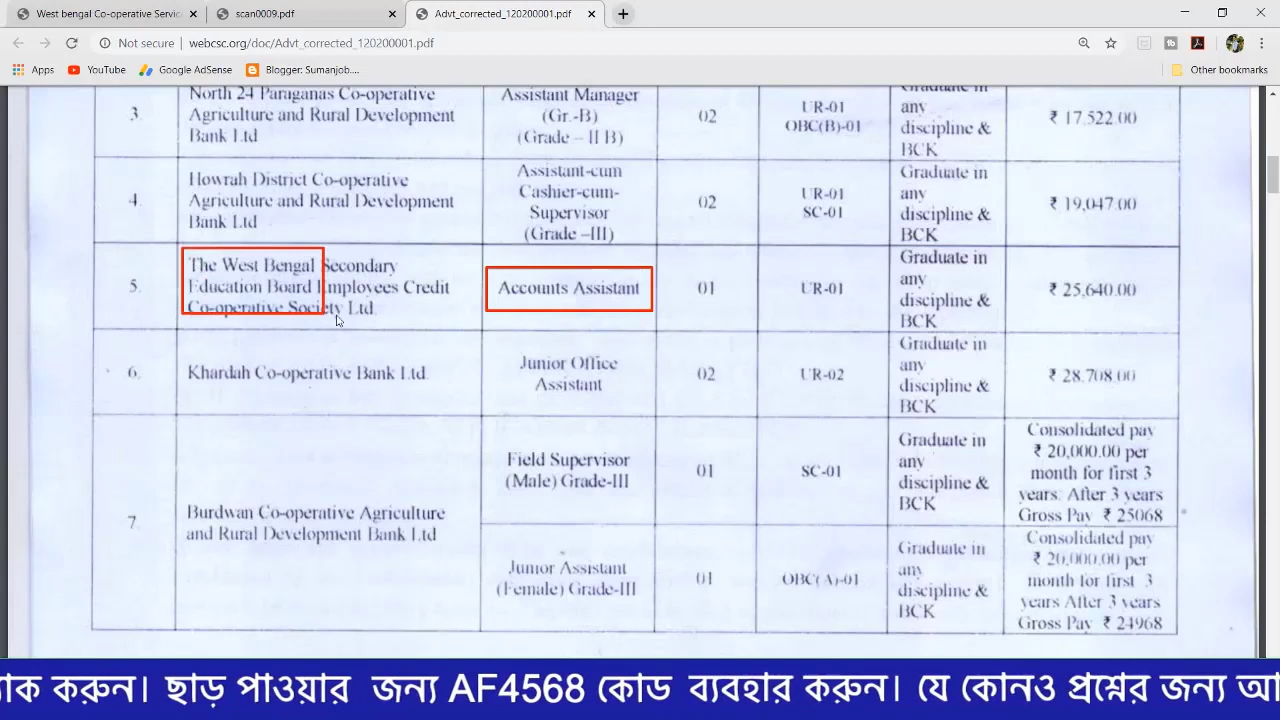 West bengal Co-operative Servic
scan0009.pdf
Advt_corrected_120200001.pdf
Not secure
webcsc.org/doc/Advt_corrected_120200001.pdf
Apps
YouTube
Google AdSense
Blogger: Sumanjob....
Other bookmarks
3.
North 24 Paraganas Co-operative
Agriculture and Rural Development
Bank Ltd
Assistant Manager
(Gr.-B)
(Grade – II B)
02
UR-01
OBC(B)-01
Graduate in
any
discipline &
BCK
₹ 17,522.00
4.
Howrah District Co-operative
Agriculture and Rural Development
Bank Ltd
Assistant-cum
Cashier-cum-
Supervisor
(Grade –III)
02
UR-01
SC-01
Graduate in
any
discipline &
BCK
₹ 19,047.00
5.
The West Bengal Secondary
Education Board Employees Credit
Co-operative Society Ltd.
Accounts Assistant
01
UR-01
Graduate in
any
discipline &
BCK
₹ 25,640.00
6.
Khardah Co-operative Bank Ltd.
Junior Office
Assistant
02
UR-02
Graduate in
any
discipline &
BCK
₹ 28,708.00
7.
Burdwan Co-operative Agriculture
and Rural Development Bank Ltd
Field Supervisor
(Male) Grade-III
01
SC-01
Graduate in
any
discipline &
BCK
Consolidated pay
₹ 20,000.00 per
month for first 3
years. After 3 years
Gross Pay ₹ 25068
Junior Assistant
(Female) Grade-III
01
OBC(A)-01
Graduate in
any
discipline &
BCK
Consolidated pay
₹ 20,000.00 per
month for first 3
years After 3 years
Gross Pay ₹ 24968
করুন। ছাড় পাওয়ার জন্য AF4568 কোড ব্যবহার করুন। যে কোনও প্রশ্নের জন্য